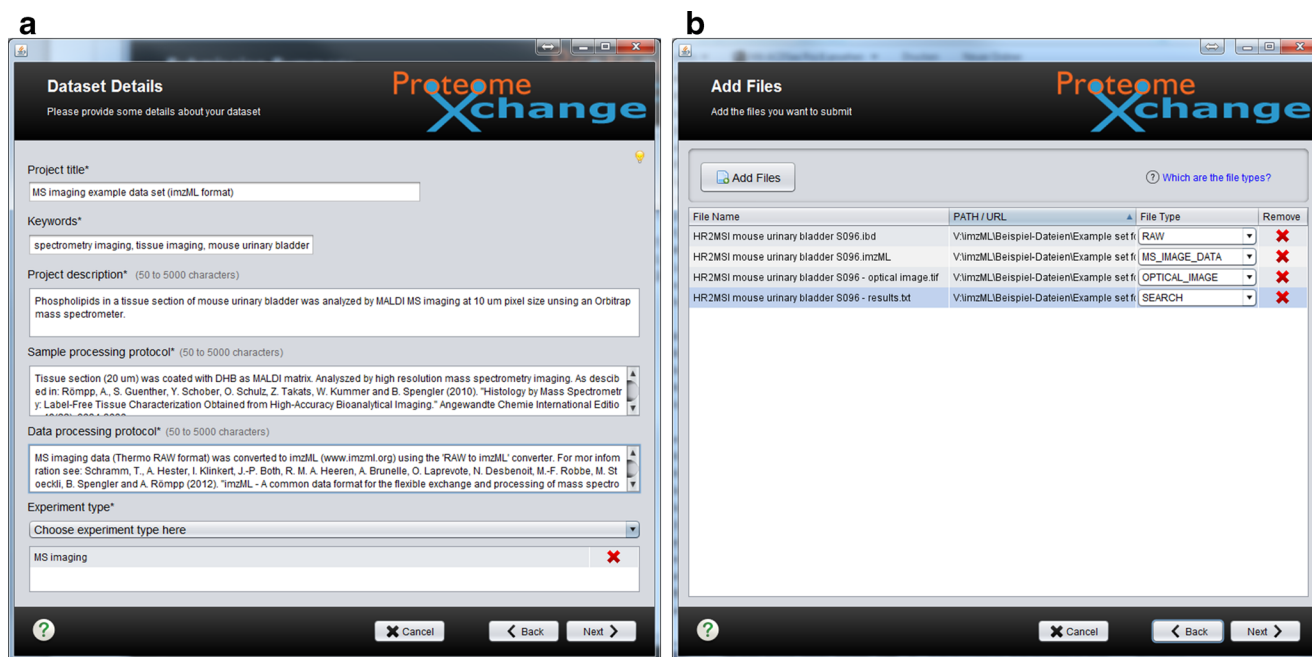 a
Dataset Details
Please provide some details about your dataset
Proteome
Xchange
Project title*
MS imaging example data set (imzML format)
Keywords*
spectrometry imaging, tissue imaging, mouse urinary bladder
Project description* (50 to 5000 characters)
Phospholipids in a tissue section of mouse urinary bladder was analyzed by MALDI MS imaging at 10 um pixel size unsing an Orbitrap
mass spectrometer.
Sample processing protocol* (50 to 5000 characters)
Tissue section (20 um) was coated with DHB as MALDI matrix. Analyszed by high resolution mass spectrometry imaging. As descib
ed in: Römpp, A., S. Guenther, Y. Schober, O. Schulz, Z. Takats, W. Kummer and B. Spengler (2010). "Histology by Mass Spectrometr
y: Label-Free Tissue Characterization Obtained from High-Accuracy Bioanalytical Imaging." Angewandte Chemie International Editio
Data processing protocol* (50 to 5000 characters)
MS imaging data (Thermo RAW format) was converted to imzML (www.imzml.org) using the 'RAW to imzML' converter. For mor infom
ration see: Schramm, T., A. Hester, I. Klinkert, J.-P. Both, R. M. A. Heeren, A. Brunelle, O. Laprevote, N. Desbenoit, M.-F. Robbe, M. St
oeckli, B. Spengler and A. Römpp (2012). "imzML - A common data format for the flexible exchange and processing of mass spectro
Experiment type*
Choose experiment type here
MS imaging
? Cancel Back Next
b
Add Files
Add the files you want to submit
Proteome
Xchange
Add Files ? Which are the file types?
File Name PATH / URL File Type Remove
HR2MSI mouse urinary bladder S096.ibd V:\imzML\Beispiel-Dateien\Example set fo RAW
HR2MSI mouse urinary bladder S096.imzML V:\imzML\Beispiel-Dateien\Example set fo MS_IMAGE_DATA
HR2MSI mouse urinary bladder S096 - optical image.tif V:\imzML\Beispiel-Dateien\Example set fo OPTICAL_IMAGE
HR2MSI mouse urinary bladder S096 - results.txt V:\imzML\Beispiel-Dateien\Example set fo SEARCH
? Cancel Back Next